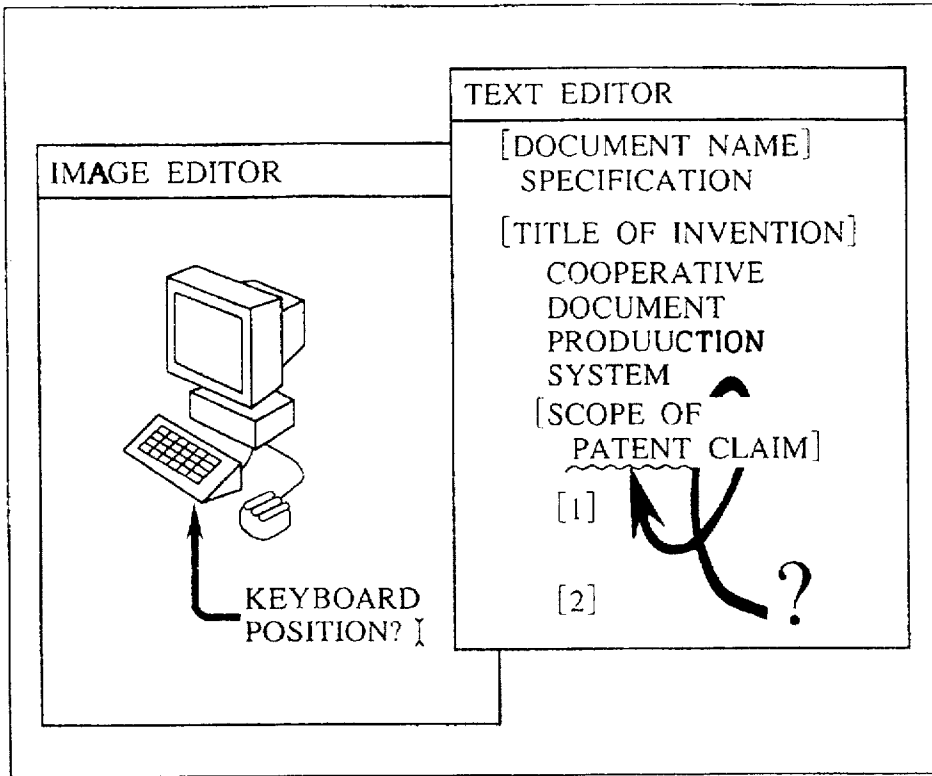 IMAGE EDITOR
KEYBOARD
POSITION?
TEXT EDITOR
[DOCUMENT NAME]
SPECIFICATION
[TITLE OF INVENTION]
COOPERATIVE
DOCUMENT
PRODUUCTION
SYSTEM
[SCOPE OF
PATENT CLAIM]
[1]
[2]
?